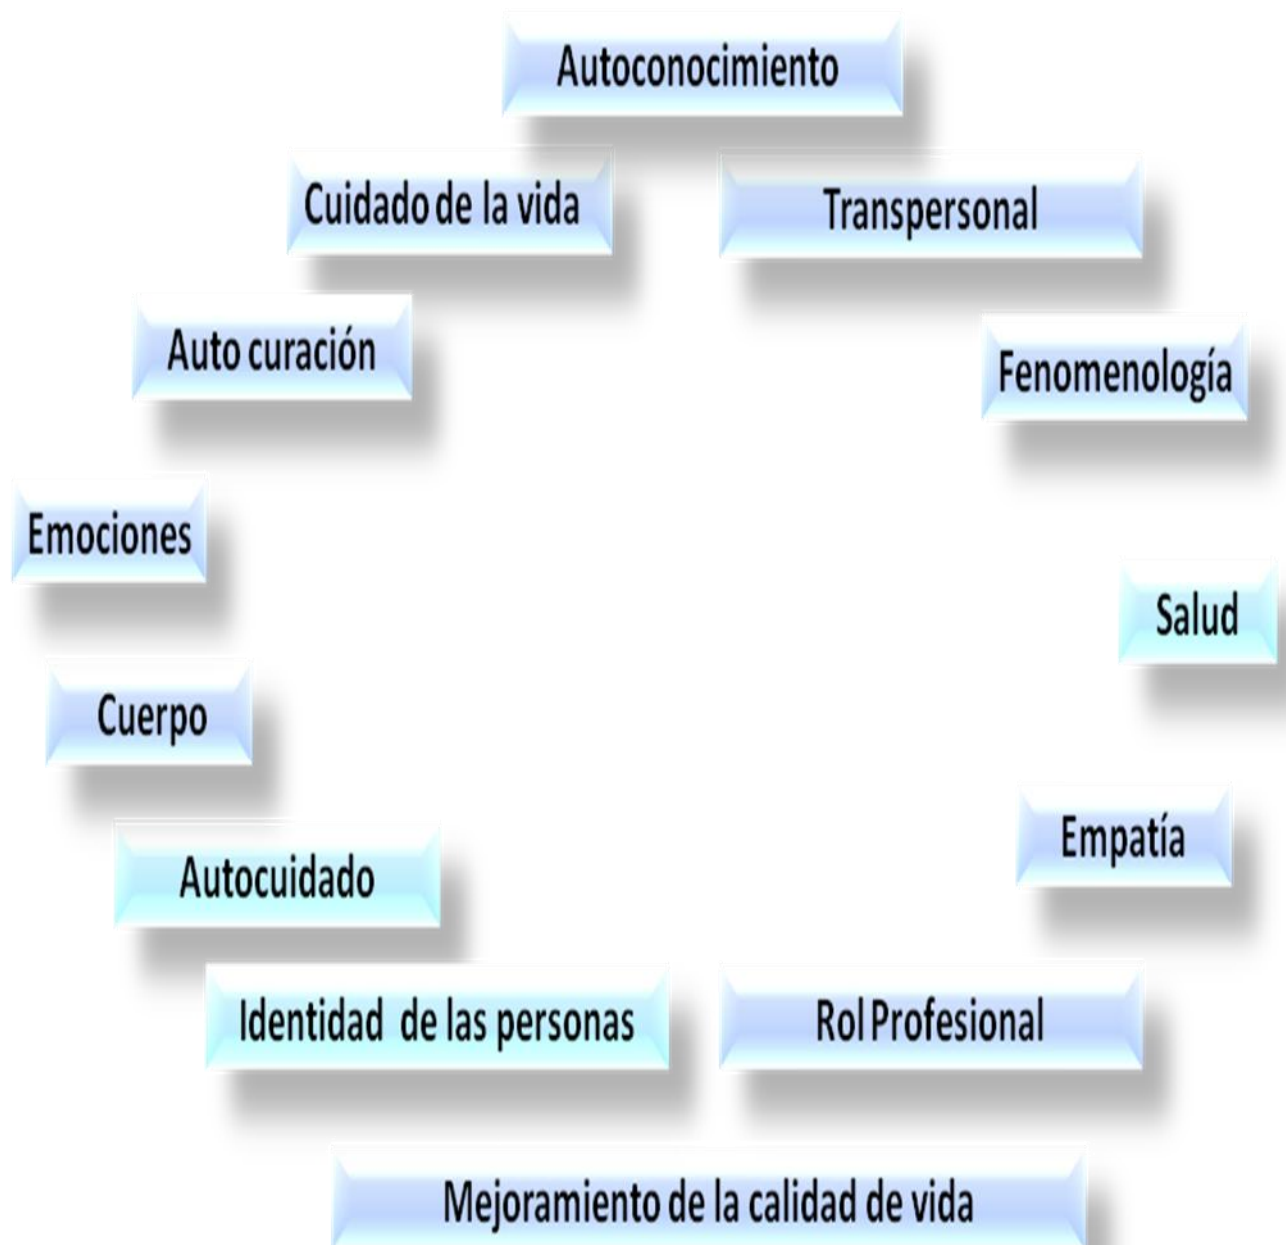 Autoconocimiento
Cuidado de la vida
Transpersonal
Auto curación
Fenomenología
Emociones
Salud
Cuerpo
Empatía
Autocuidado
Identidad de las personas
Rol Profesional
Mejoramiento de la calidad de vida